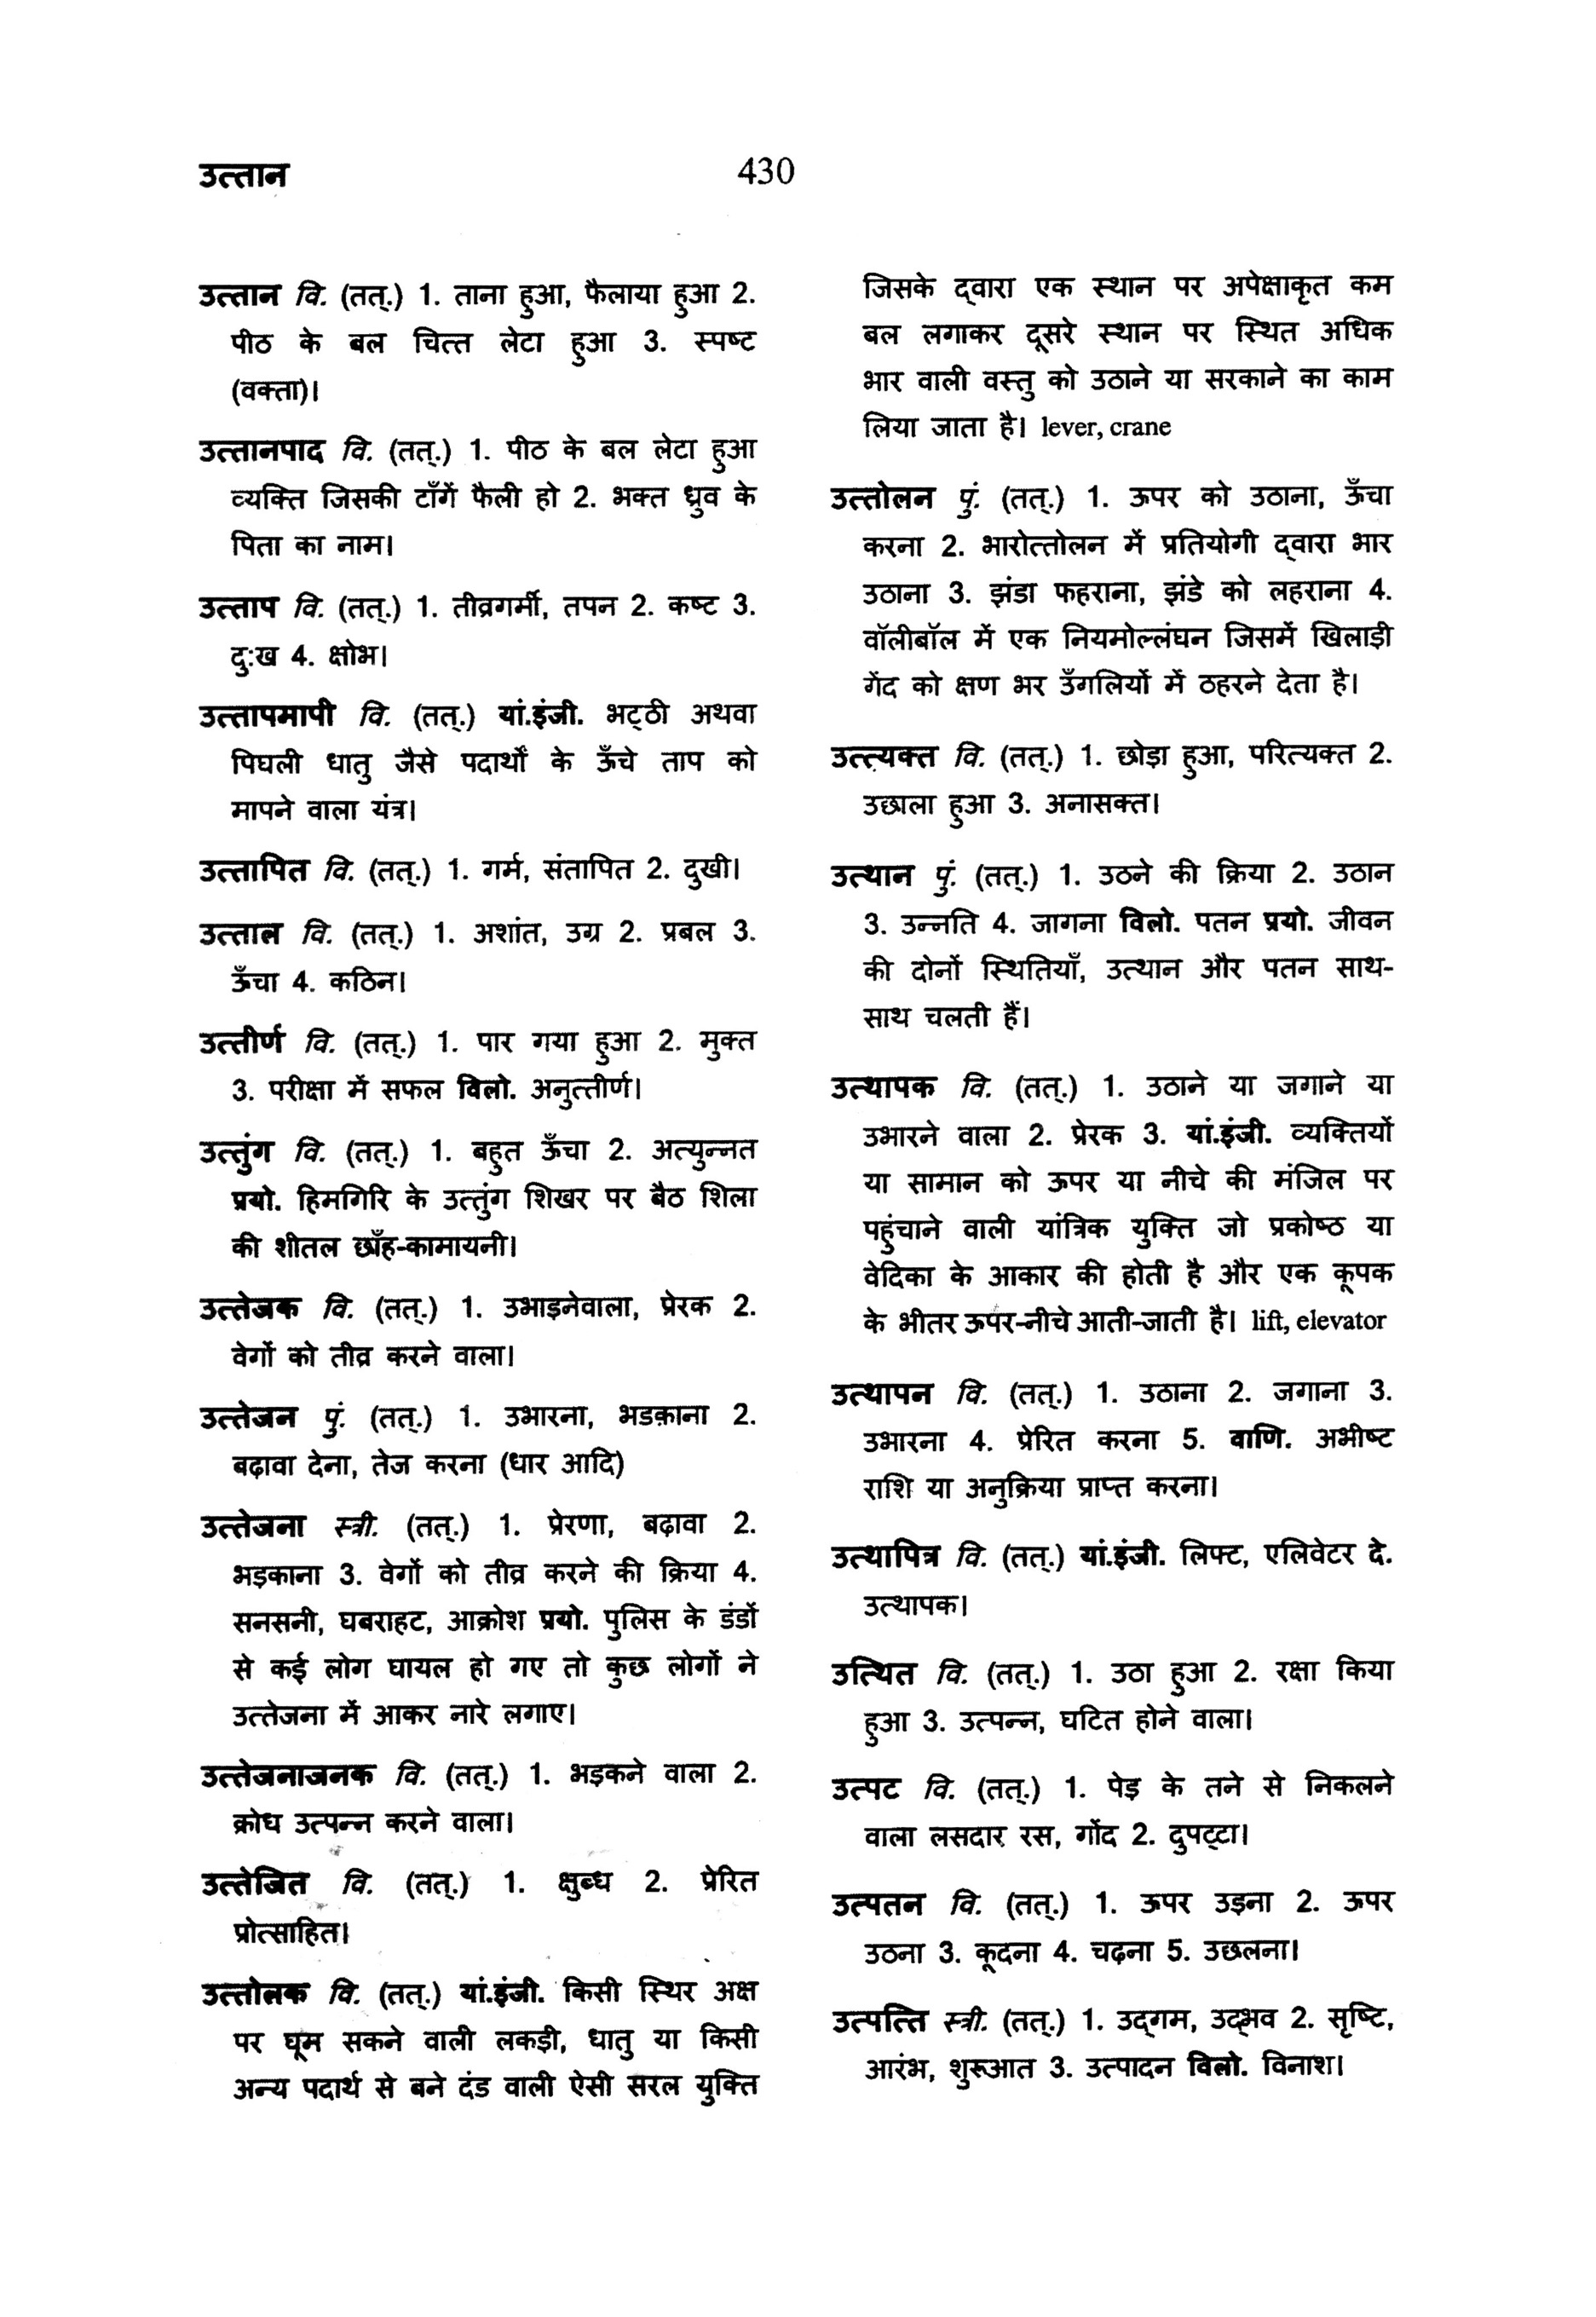 उत्तान
430
उत्तान वि. (तत्.) 1. ताना हुआ, फैलाया हुआ 2.
पीठ के बल चित्त लेटा हुआ 3. स्पष्ट
(वक्ता)।
उत्तानपाद वि. (तत्.) 1. पीठ के बल लेटा हुआ
व्यक्ति जिसकी टाँगें फैली हो 2. भक्त ध्रुव के
पिता का नाम।
उत्ताप वि. (तत्.) 1. तीव्रगर्मी, तपन 2. कष्ट 3.
दुःख 4. क्षोभ।
उत्तापमापी वि. (तत्.) यां.इंजी. भट्ठी अथवा
पिघली धातु जैसे पदार्थों के ऊँचे ताप को
मापने वाला यंत्र।
उत्तापित वि. (तत्.) 1. गर्म, संतापित 2. दुखी।
उत्ताल वि. (तत्.) 1. अशांत, उग्र 2. प्रबल 3.
ऊँचा 4. कठिन।
उत्तीर्ण वि. (तत्.) 1. पार गया हुआ 2. मुक्त
3. परीक्षा में सफल विलो. अनुत्तीर्ण।
उत्तुंग वि. (तत्.) 1. बहुत ऊँचा 2. अत्युन्नत
प्रयो. हिमगिरि के उत्तुंग शिखर पर बैठ शिला
की शीतल छाँह-कामायनी।
उत्तेजक वि. (तत्.) 1. उभाड़नेवाला, प्रेरक 2.
वेगों को तीव्र करने वाला।
उत्तेजन पुं. (तत्.) 1. उभारना, भडक़ाना 2.
बढ़ावा देना, तेज करना (धार आदि)
उत्तेजना स्त्री. (तत्.) 1. प्रेरणा, बढ़ावा 2.
भड़काना 3. वेगों को तीव्र करने की क्रिया 4.
सनसनी, घबराहट, आक्रोश प्रयो. पुलिस के डंडों
से कई लोग घायल हो गए तो कुछ लोगों ने
उत्तेजना में आकर नारे लगाए।
उत्तेजनाजनक वि. (तत्.) 1. भड़कने वाला 2.
क्रोध उत्पन्न करने वाला।
उत्तेजित वि. (तत्.) 1. क्षुब्ध 2. प्रेरित
प्रोत्साहित।
उत्तोलक वि. (तत्.) यां.इंजी. किसी स्थिर अक्ष
पर घूम सकने वाली लकड़ी, धातु या किसी
अन्य पदार्थ से बने दंड वाली ऐसी सरल युक्ति
जिसके द्वारा एक स्थान पर अपेक्षाकृत कम
बल लगाकर दूसरे स्थान पर स्थित अधिक
भार वाली वस्तु को उठाने या सरकाने का काम
लिया जाता है। lever, crane
उत्तोलन पुं. (तत्.) 1. ऊपर को उठाना, ऊँचा
करना 2. भारोत्तोलन में प्रतियोगी द्वारा भार
उठाना 3. झंडा फहराना, झंडे को लहराना 4.
वॉलीबॉल में एक नियमोल्लंघन जिसमें खिलाड़ी
गेंद को क्षण भर उँगलियों में ठहरने देता है।
उत्त्यक्त वि. (तत्.) 1. छोड़ा हुआ, परित्यक्त 2.
उछाला हुआ 3. अनासक्त।
उत्थान पुं. (तत्.) 1. उठने की क्रिया 2. उठान
3. उन्नति 4. जागना विलो. पतन प्रयो. जीवन
की दोनों स्थितियाँ, उत्थान और पतन साथ-
साथ चलती हैं।
उत्थापक वि. (तत्.) 1. उठाने या जगाने या
उभारने वाला 2. प्रेरक 3. यां.इंजी. व्यक्तियों
या सामान को ऊपर या नीचे की मंजिल पर
पहुंचाने वाली यांत्रिक युक्ति जो प्रकोष्ठ या
वेदिका के आकार की होती है और एक कूपक
के भीतर ऊपर-नीचे आती-जाती है। lift, elevator
उत्थापन वि. (तत्.) 1. उठाना 2. जगाना 3.
उभारना 4. प्रेरित करना 5. वाणि. अभीष्ट
राशि या अनुक्रिया प्राप्त करना।
उत्थापित्र वि. (तत्.) यां.इंजी. लिफ्ट, एलिवेटर दे.
उत्थापक।
उत्थित वि. (तत्.) 1. उठा हुआ 2. रक्षा किया
हुआ 3. उत्पन्न, घटित होने वाला।
उत्पट वि. (तत्.) 1. पेड़ के तने से निकलने
वाला लसदार रस, गोंद 2. दुपट्टा।
उत्पतन वि. (तत्.) 1. ऊपर उड़ना 2. ऊपर
उठना 3. कूदना 4. चढ़ना 5. उछलना।
उत्पत्ति स्त्री. (तत्.) 1. उद्गम, उद्भव 2. सृष्टि,
आरंभ, शुरूआत 3. उत्पादन विलो. विनाश।